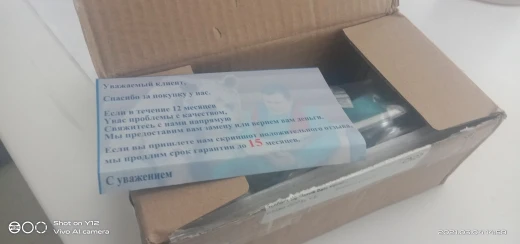 Уважаемый клиент,
Спасибо за покупку у нас.
Если в течение 12 месяцев
У вас проблемы с качеством,
Свяжитесь с нами напрямую
Мы предоставим вам замену или вернем вам деньги.
Если вы пришлете нам скриншот положительного отзыва,
мы продлим срок гарантии до 15 месяцев.
С уважением
Shot on Y12
Vivo AI camera